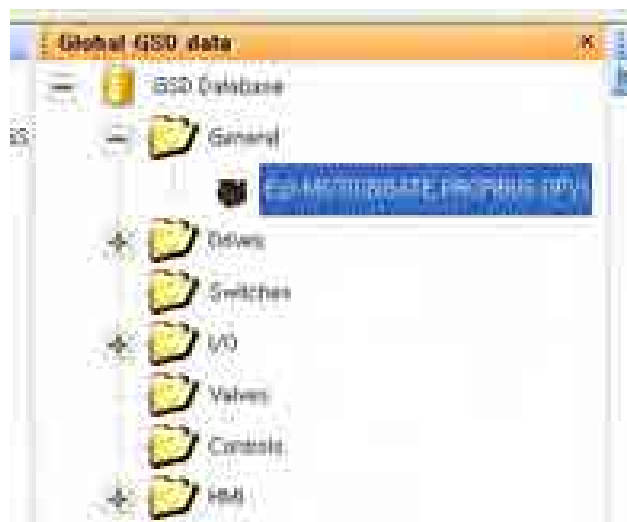 Global GSD data
GSD Database
General
Drives
Switches
I/O
Valves
Controls
HMI